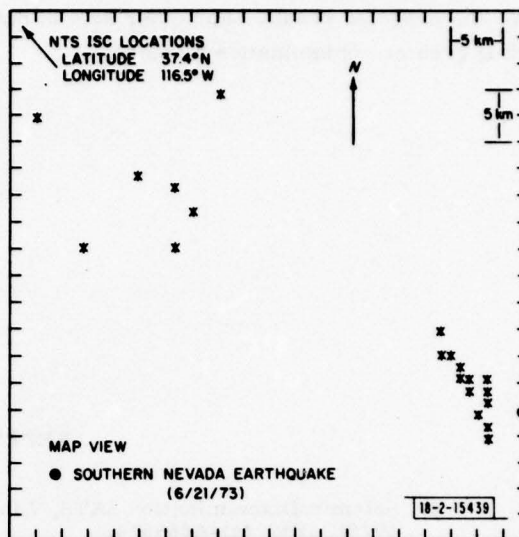 NTS ISC LOCATIONS
LATITUDE 37.4°N
LONGITUDE 116.5° W
5 km
N
5 km
MAP VIEW
● SOUTHERN NEVADA EARTHQUAKE
(6/21/73)
18-2-15439